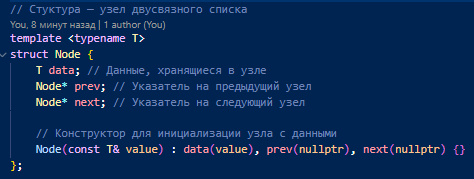 // Стуктура — узел двусвязного списка
You, 8 минут назад | 1 author (You)
template <typename T>
struct Node {
    T data; // Данные, хранящиеся в узле
    Node* prev; // Указатель на предыдущий узел
    Node* next; // Указатель на следующий узел

    // Конструктор для инициализации узла с данными
    Node(const T& value) : data(value), prev(nullptr), next(nullptr) {}
};